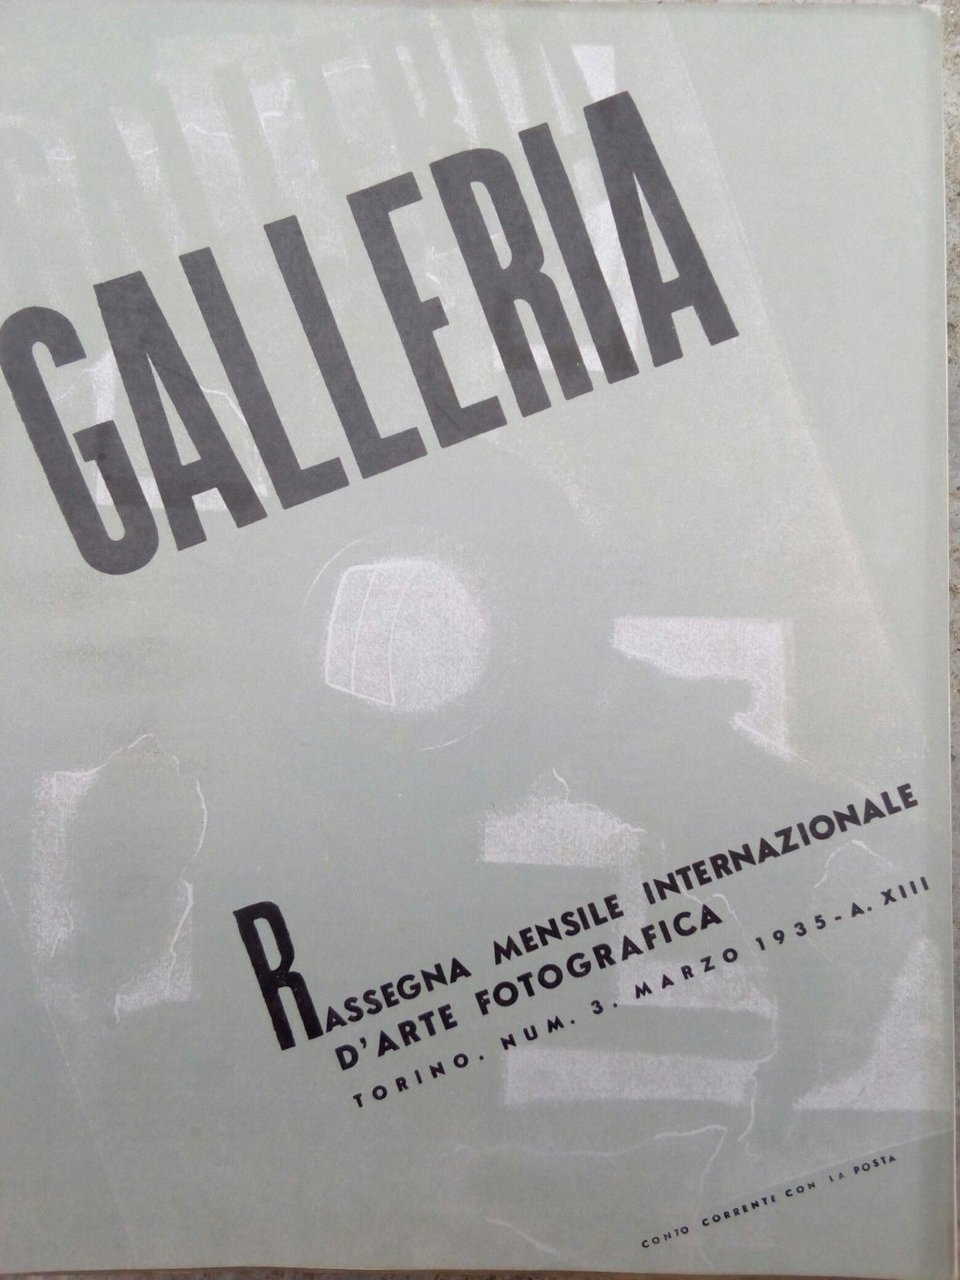 GALLERIA
RASSEGNA MENSILE INTERNAZIONALE
D'ARTE FOTOGRAFICA
TORINO. NUM. 3. MARZO 1935-A. XIII
CONTO CORRENTE CON LA POSTA